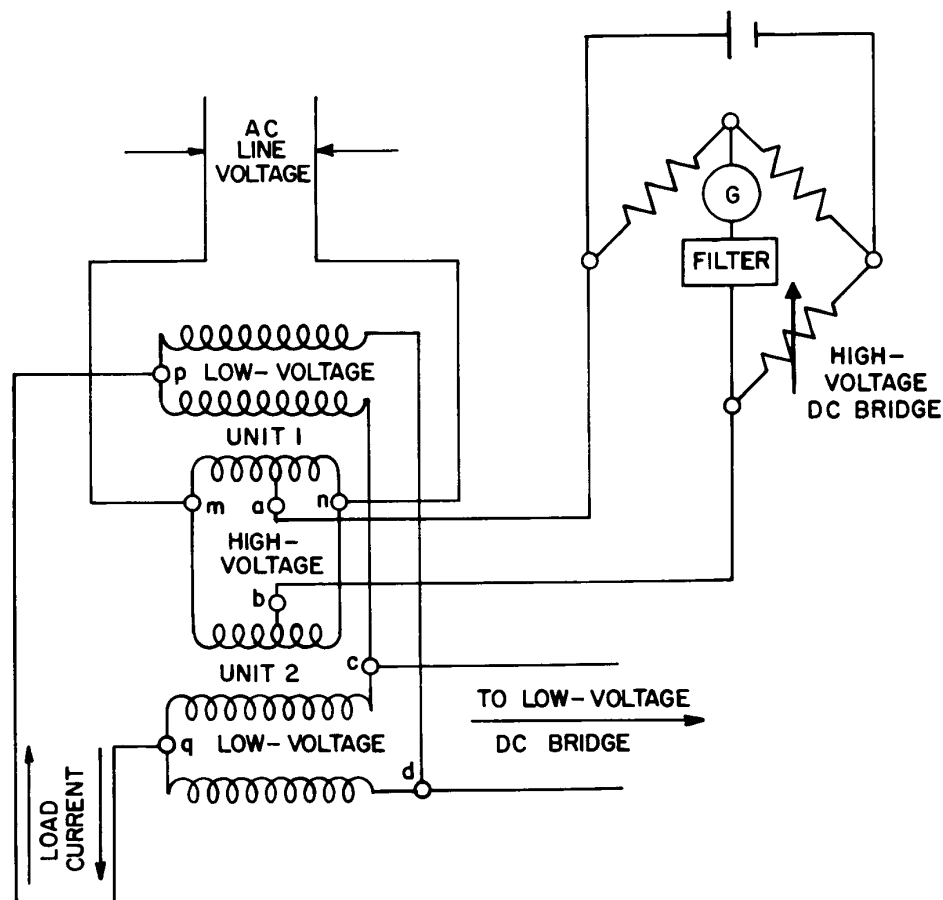 AC
LINE
VOLTAGE
G
FILTER
HIGH-
VOLTAGE
DC BRIDGE
p LOW-VOLTAGE
UNIT 1
m a n
HIGH-
VOLTAGE
b
UNIT 2
c
TO LOW-VOLTAGE
DC BRIDGE
q LOW-VOLTAGE
d
LOAD
CURRENT